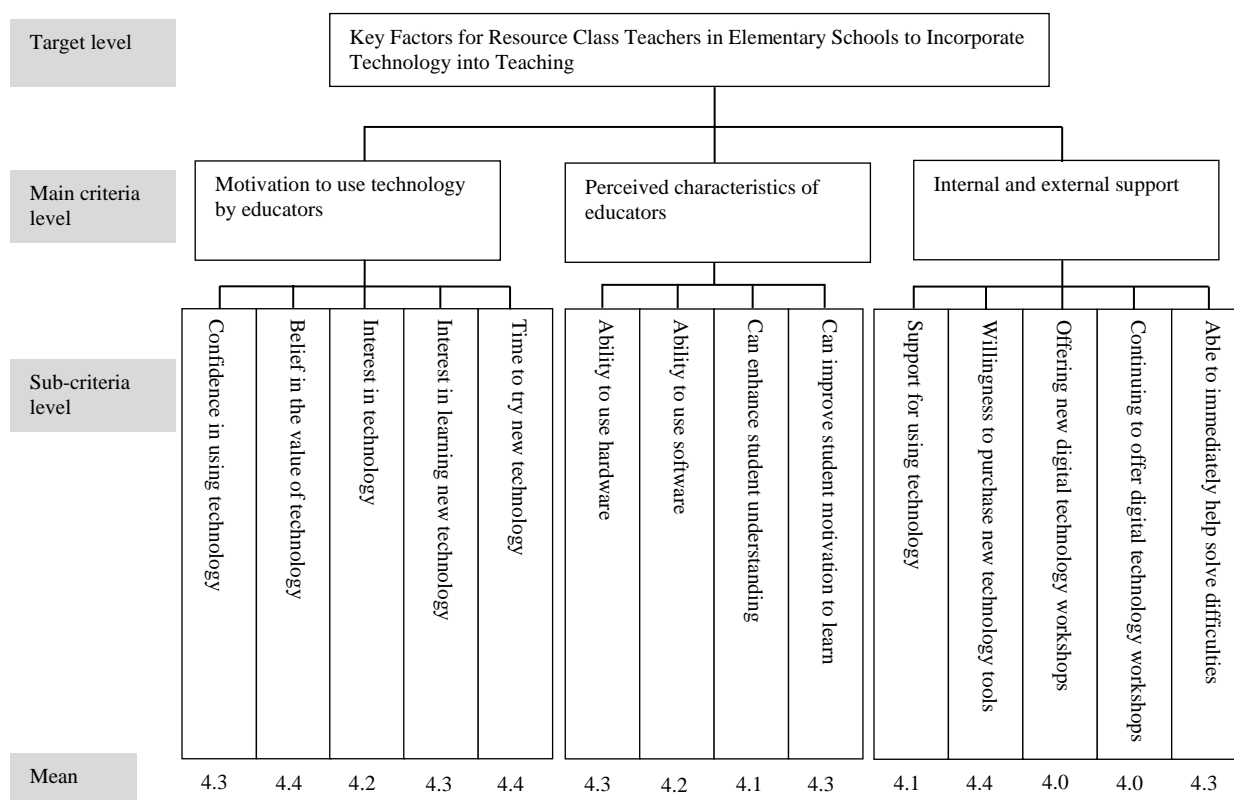 Target level
Key Factors for Resource Class Teachers in Elementary Schools to Incorporate
Technology into Teaching
Main criteria
level
Motivation to use technology
by educators
Perceived characteristics of
educators
Internal and external support
Sub-criteria
level
Confidence in using technology
Belief in the value of technology
Interest in technology
Interest in learning new technology
Time to try new technology
Ability to use hardware
Ability to use software
Can enhance student understanding
Can improve student motivation to learn
Support for using technology
Willingness to purchase new technology tools
Offering new digital technology workshops
Continuing to offer digital technology workshops
Able to immediately help solve difficulties
Mean
4.3
4.4
4.2
4.3
4.4
4.3
4.2
4.1
4.3
4.1
4.4
4.0
4.0
4.3